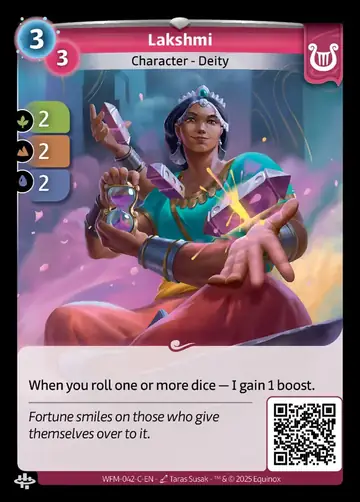 3
3
Lakshmi
Character - Deity
2
2
2
When you roll one or more dice — I gain 1 boost.
Fortune smiles on those who give
themselves over to it.
WFM-042-C-EN - Taras Susak - ™ & © 2025 Equinox